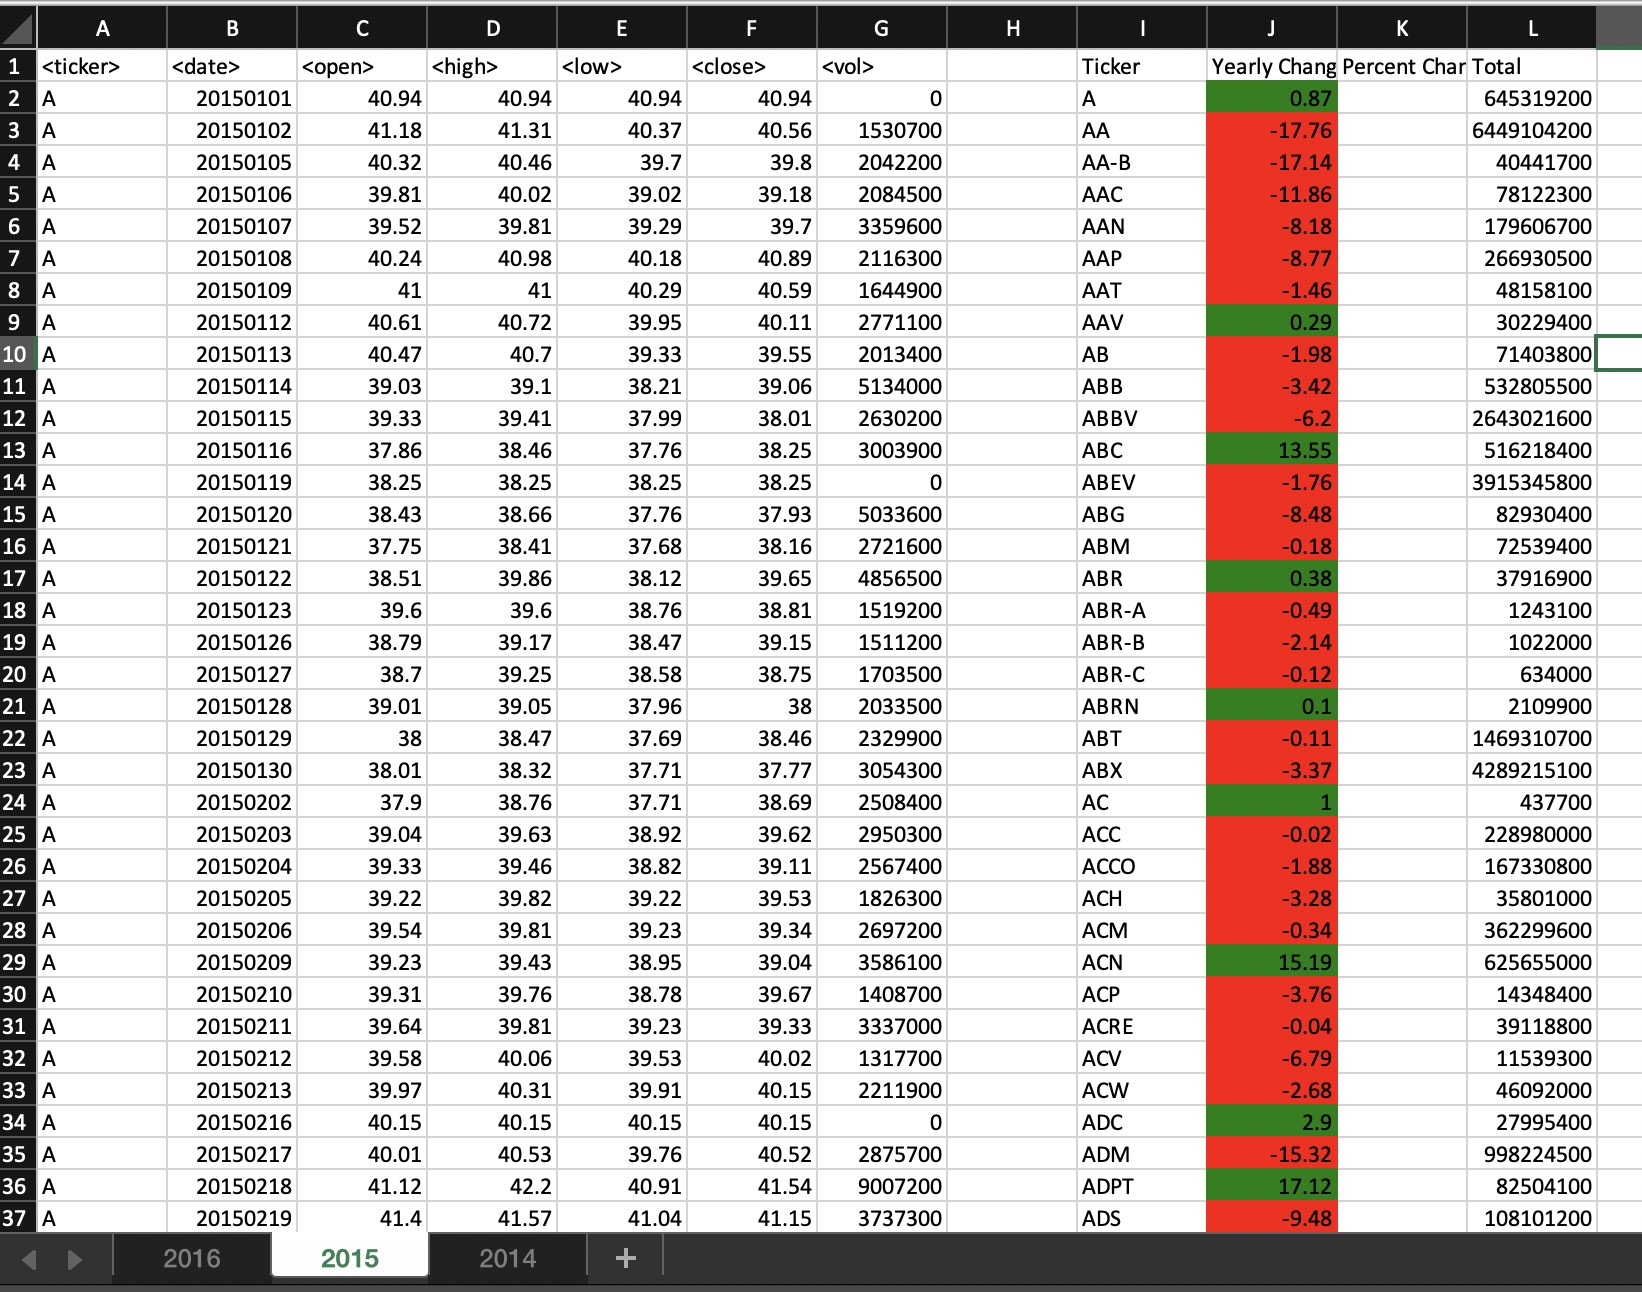 A B C D E F G H I J K L
1 <ticker> <date> <open> <high> <low> <close> <vol> Ticker Yearly Chang Percent Char Total
2 A 20150101 40.94 40.94 40.94 40.94 0 A 0.87 645319200
3 A 20150102 41.18 41.31 40.37 40.56 1530700 AA -17.76 6449104200
4 A 20150105 40.32 40.46 39.7 39.8 2042200 AA-B -17.14 40441700
5 A 20150106 39.81 40.02 39.02 39.18 2084500 AAC -11.86 78122300
6 A 20150107 39.52 39.81 39.29 39.7 3359600 AAN -8.18 179606700
7 A 20150108 40.24 40.98 40.18 40.89 2116300 AAP -8.77 266930500
8 A 20150109 41 41 40.29 40.59 1644900 AAT -1.46 48158100
9 A 20150112 40.61 40.72 39.95 40.11 2771100 AAV 0.29 30229400
10 A 20150113 40.47 40.7 39.33 39.55 2013400 AB -1.98 71403800
11 A 20150114 39.03 39.1 38.21 39.06 5134000 ABB -3.42 532805500
12 A 20150115 39.33 39.41 37.99 38.01 2630200 ABBV -6.2 2643021600
13 A 20150116 37.86 38.46 37.76 38.25 3003900 ABC 13.55 516218400
14 A 20150119 38.25 38.25 38.25 38.25 0 ABEV -1.76 3915345800
15 A 20150120 38.43 38.66 37.76 37.93 5033600 ABG -8.48 82930400
16 A 20150121 37.75 38.41 37.68 38.16 2721600 ABM -0.18 72539400
17 A 20150122 38.51 39.86 38.12 39.65 4856500 ABR 0.38 37916900
18 A 20150123 39.6 39.6 38.76 38.81 1519200 ABR-A -0.49 1243100
19 A 20150126 38.79 39.17 38.47 39.15 1511200 ABR-B -2.14 1022000
20 A 20150127 38.7 39.25 38.58 38.75 1703500 ABR-C -0.12 634000
21 A 20150128 39.01 39.05 37.96 38 2033500 ABRN 0.1 2109900
22 A 20150129 38 38.47 37.69 38.46 2329900 ABT -0.11 1469310700
23 A 20150130 38.01 38.32 37.71 37.77 3054300 ABX -3.37 4289215100
24 A 20150202 37.9 38.76 37.71 38.69 2508400 AC 1 437700
25 A 20150203 39.04 39.63 38.92 39.62 2950300 ACC -0.02 228980000
26 A 20150204 39.33 39.46 38.82 39.11 2567400 ACCO -1.88 167330800
27 A 20150205 39.22 39.82 39.22 39.53 1826300 ACH -3.28 35801000
28 A 20150206 39.54 39.81 39.23 39.34 2697200 ACM -0.34 362299600
29 A 20150209 39.23 39.43 38.95 39.04 3586100 ACN 15.19 625655000
30 A 20150210 39.31 39.76 38.78 39.67 1408700 ACP -3.76 14348400
31 A 20150211 39.64 39.81 39.23 39.33 3337000 ACRE -0.04 39118800
32 A 20150212 39.58 40.06 39.53 40.02 1317700 ACV -6.79 11539300
33 A 20150213 39.97 40.31 39.91 40.15 2211900 ACW -2.68 46092000
34 A 20150216 40.15 40.15 40.15 40.15 0 ADC 2.9 27995400
35 A 20150217 40.01 40.53 39.76 40.52 2875700 ADM -15.32 998224500
36 A 20150218 41.12 42.2 40.91 41.54 9007200 ADPT 17.12 82504100
37 A 20150219 41.4 41.57 41.04 41.15 3737300 ADS -9.48 108101200
2016 2015 2014 +